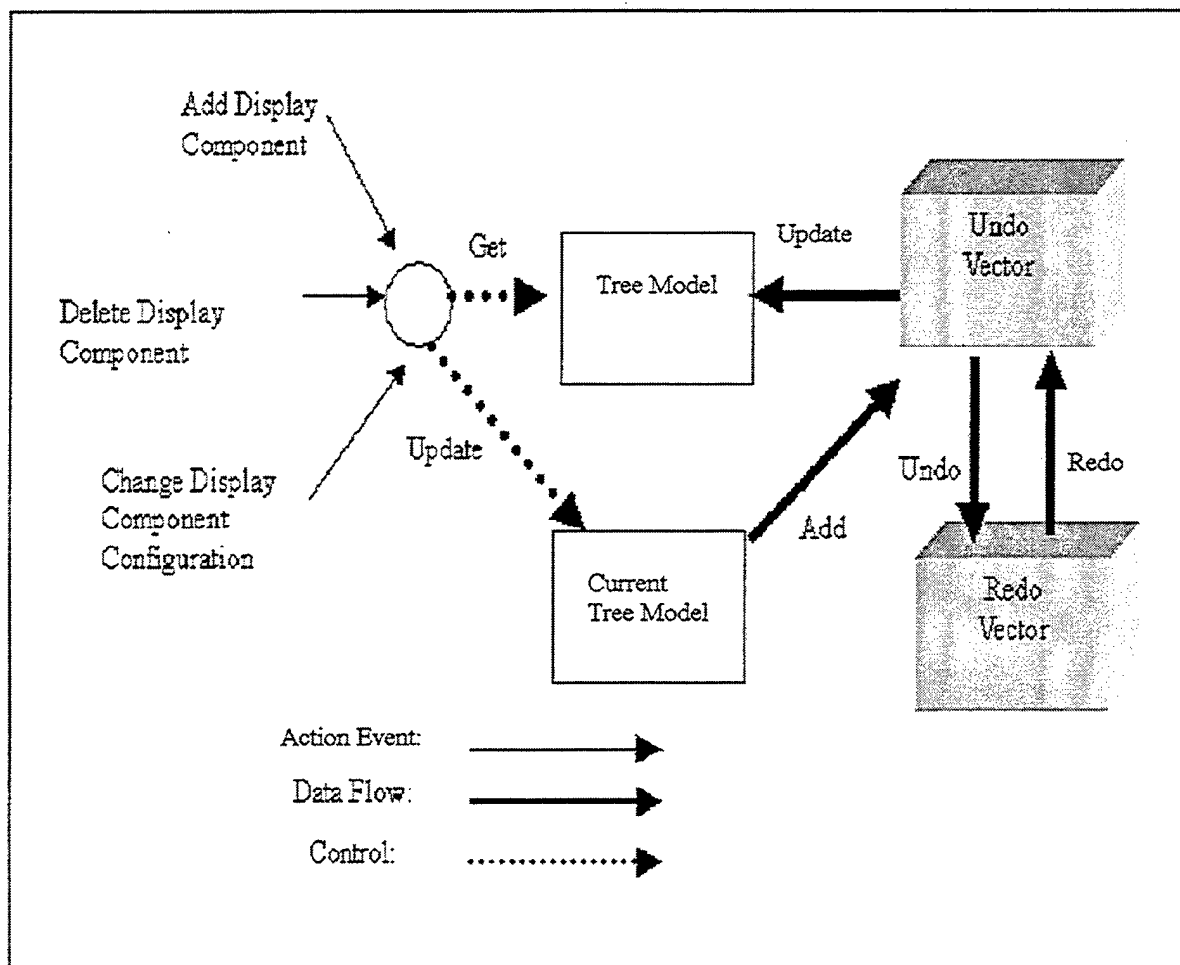 Add Display
Component
Get
Update
Undo
Vector
Tree Model
Delete Display
Component
Update
Change Display
Component
Configuration
Undo
Redo
Add
Current
Tree Model
Redo
Vector
Action Event:
Data Flow:
Control: